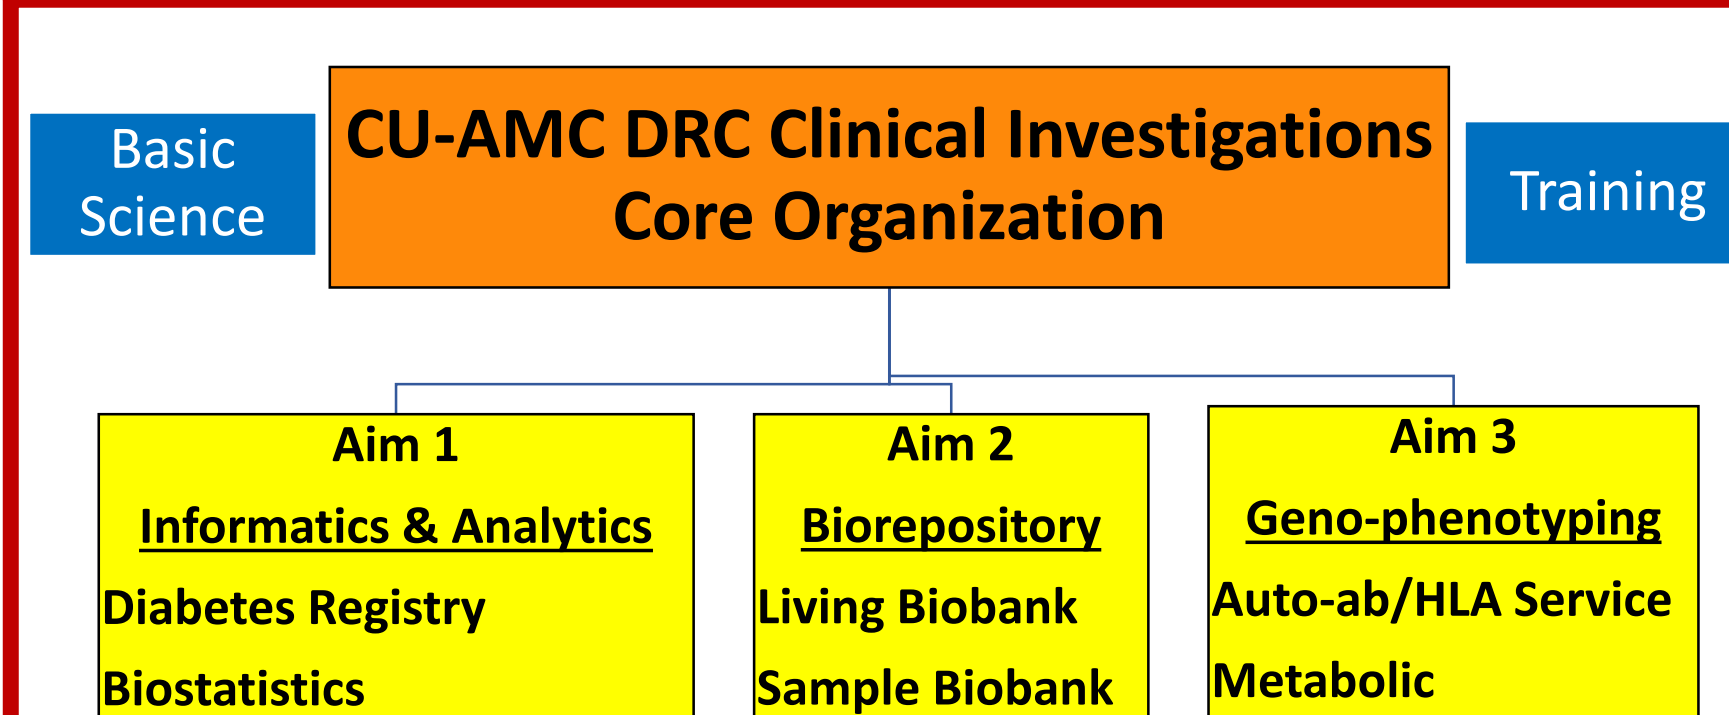 Basic
Science
CU-AMC DRC Clinical Investigations
Core Organization
Training
Aim 1
Informatics & Analytics
Diabetes Registry
Biostatistics
Aim 2
Biorepository
Living Biobank
Sample Biobank
Aim 3
Geno-phenotyping
Auto-ab/HLA Service
Metabolic